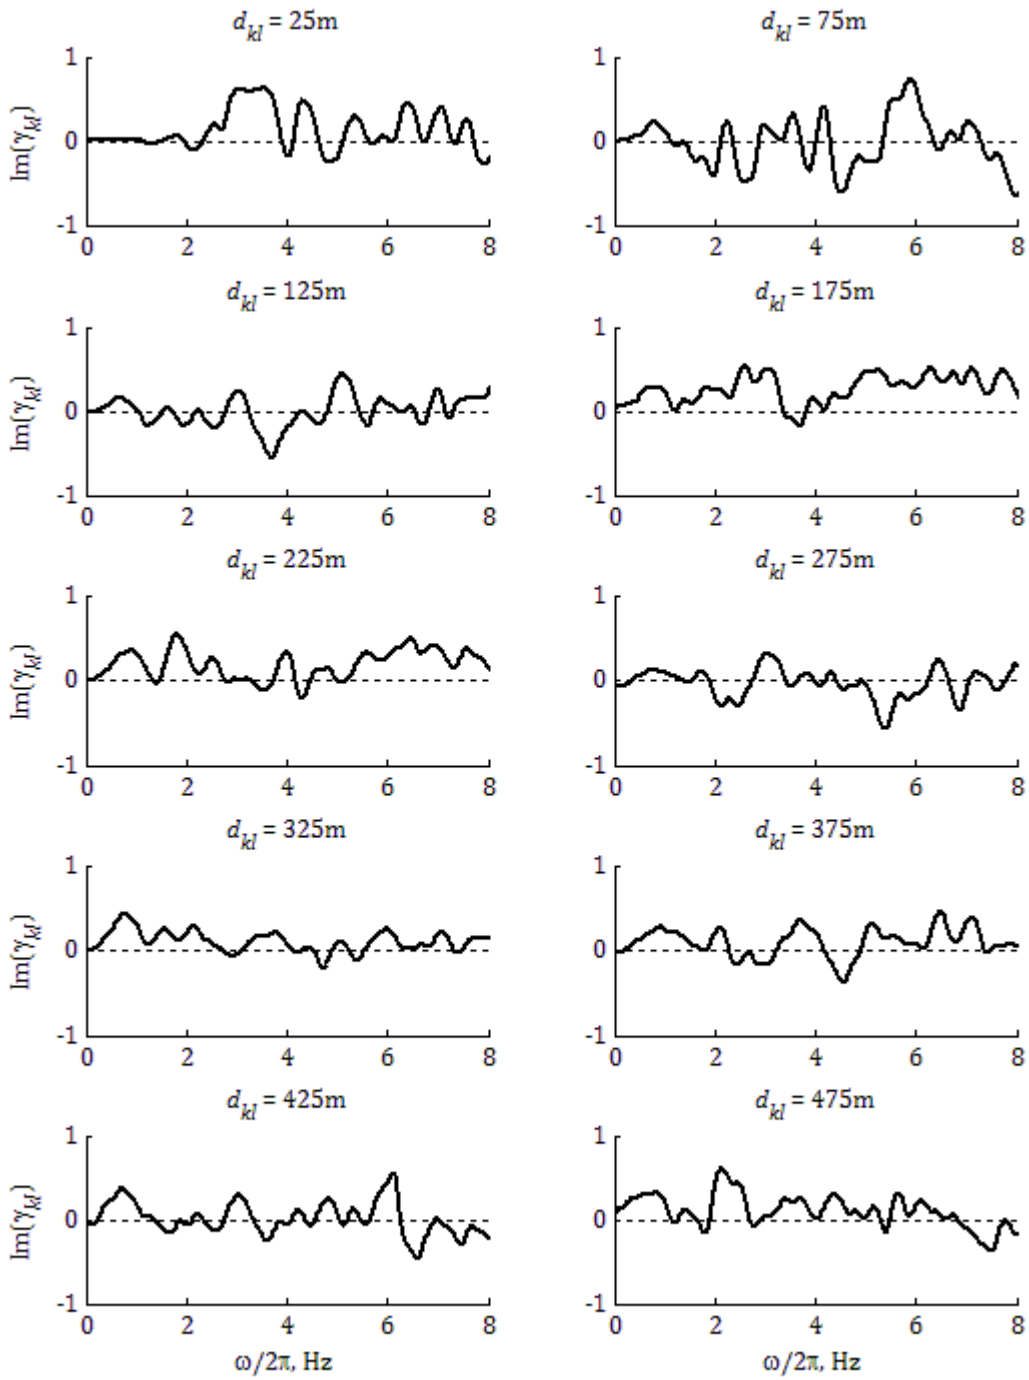 d_kl = 25m
d_kl = 75m
1
0
-1
Im(γ_kl)
0 2 4 6 8
1
0
-1
0 2 4 6 8
d_kl = 125m
d_kl = 175m
1
0
-1
Im(γ_kl)
0 2 4 6 8
1
0
-1
0 2 4 6 8
d_kl = 225m
d_kl = 275m
1
0
-1
Im(γ_kl)
0 2 4 6 8
1
0
-1
0 2 4 6 8
d_kl = 325m
d_kl = 375m
1
0
-1
Im(γ_kl)
0 2 4 6 8
1
0
-1
0 2 4 6 8
d_kl = 425m
d_kl = 475m
1
0
-1
Im(γ_kl)
0 2 4 6 8
1
0
-1
0 2 4 6 8
ω/2π, Hz
ω/2π, Hz